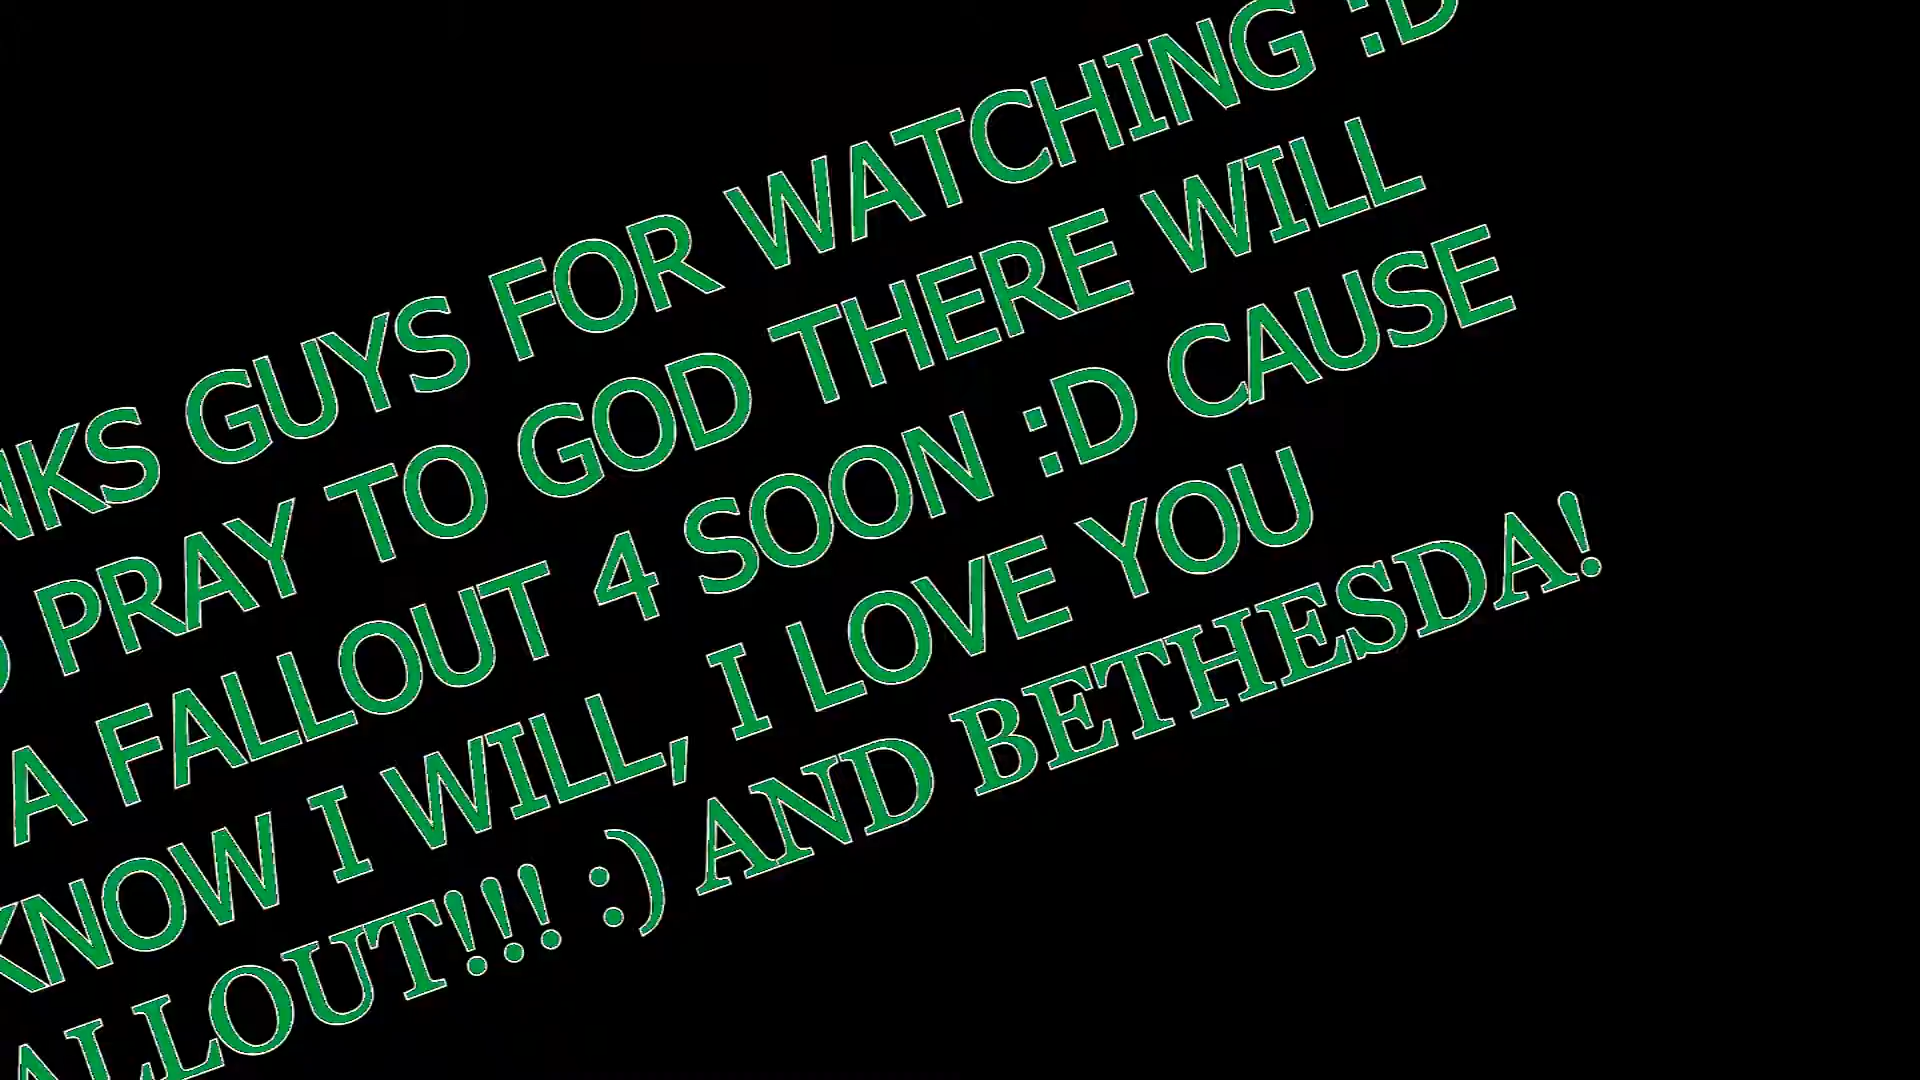 NKS GUYS FOR WATCHING :D
PRAY TO GOD THERE WILL
A FALLOUT 4 SOON :D CAUSE
KNOW I WILL, I LOVE YOU
ALLOUT!!! :) AND BETHESDA!